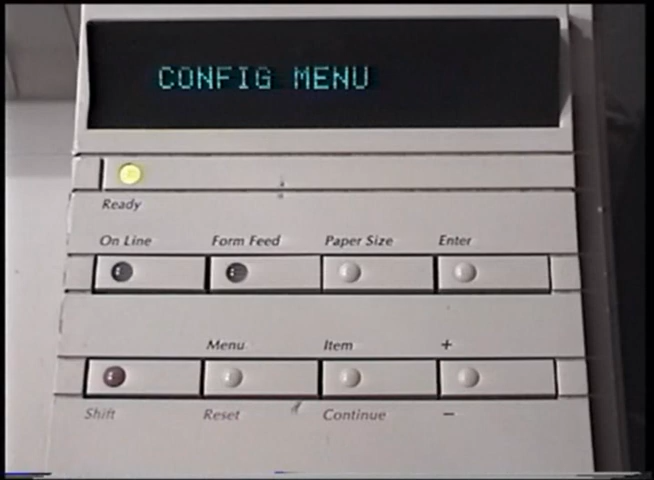 CONFIG MENU
Ready
On Line Form Feed Paper Size Enter
Menu Item +
Shift Reset Continue −